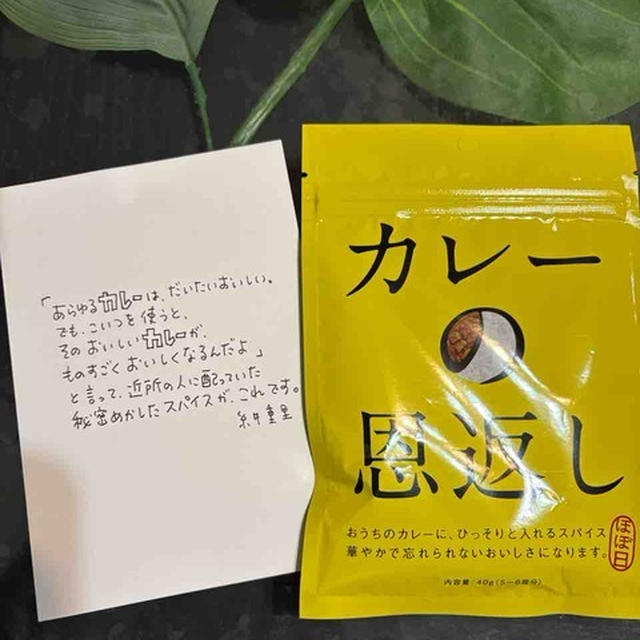 「あらゆるカレーは、だいたいおいしい。
でも、こいつを使うと、
そのおいしいカレーが、
ものすごくおいしくなるんだよ」
と言って、近所の人に配っていた
秘密めかしたスパイスが、これです。
糸井重里
カレー
恩返し
おうちのカレーに、ひっそりと入れるスパイス
華やかで忘れられないおいしさになります。
ほぼ日
内容量:40g(5〜6皿分)